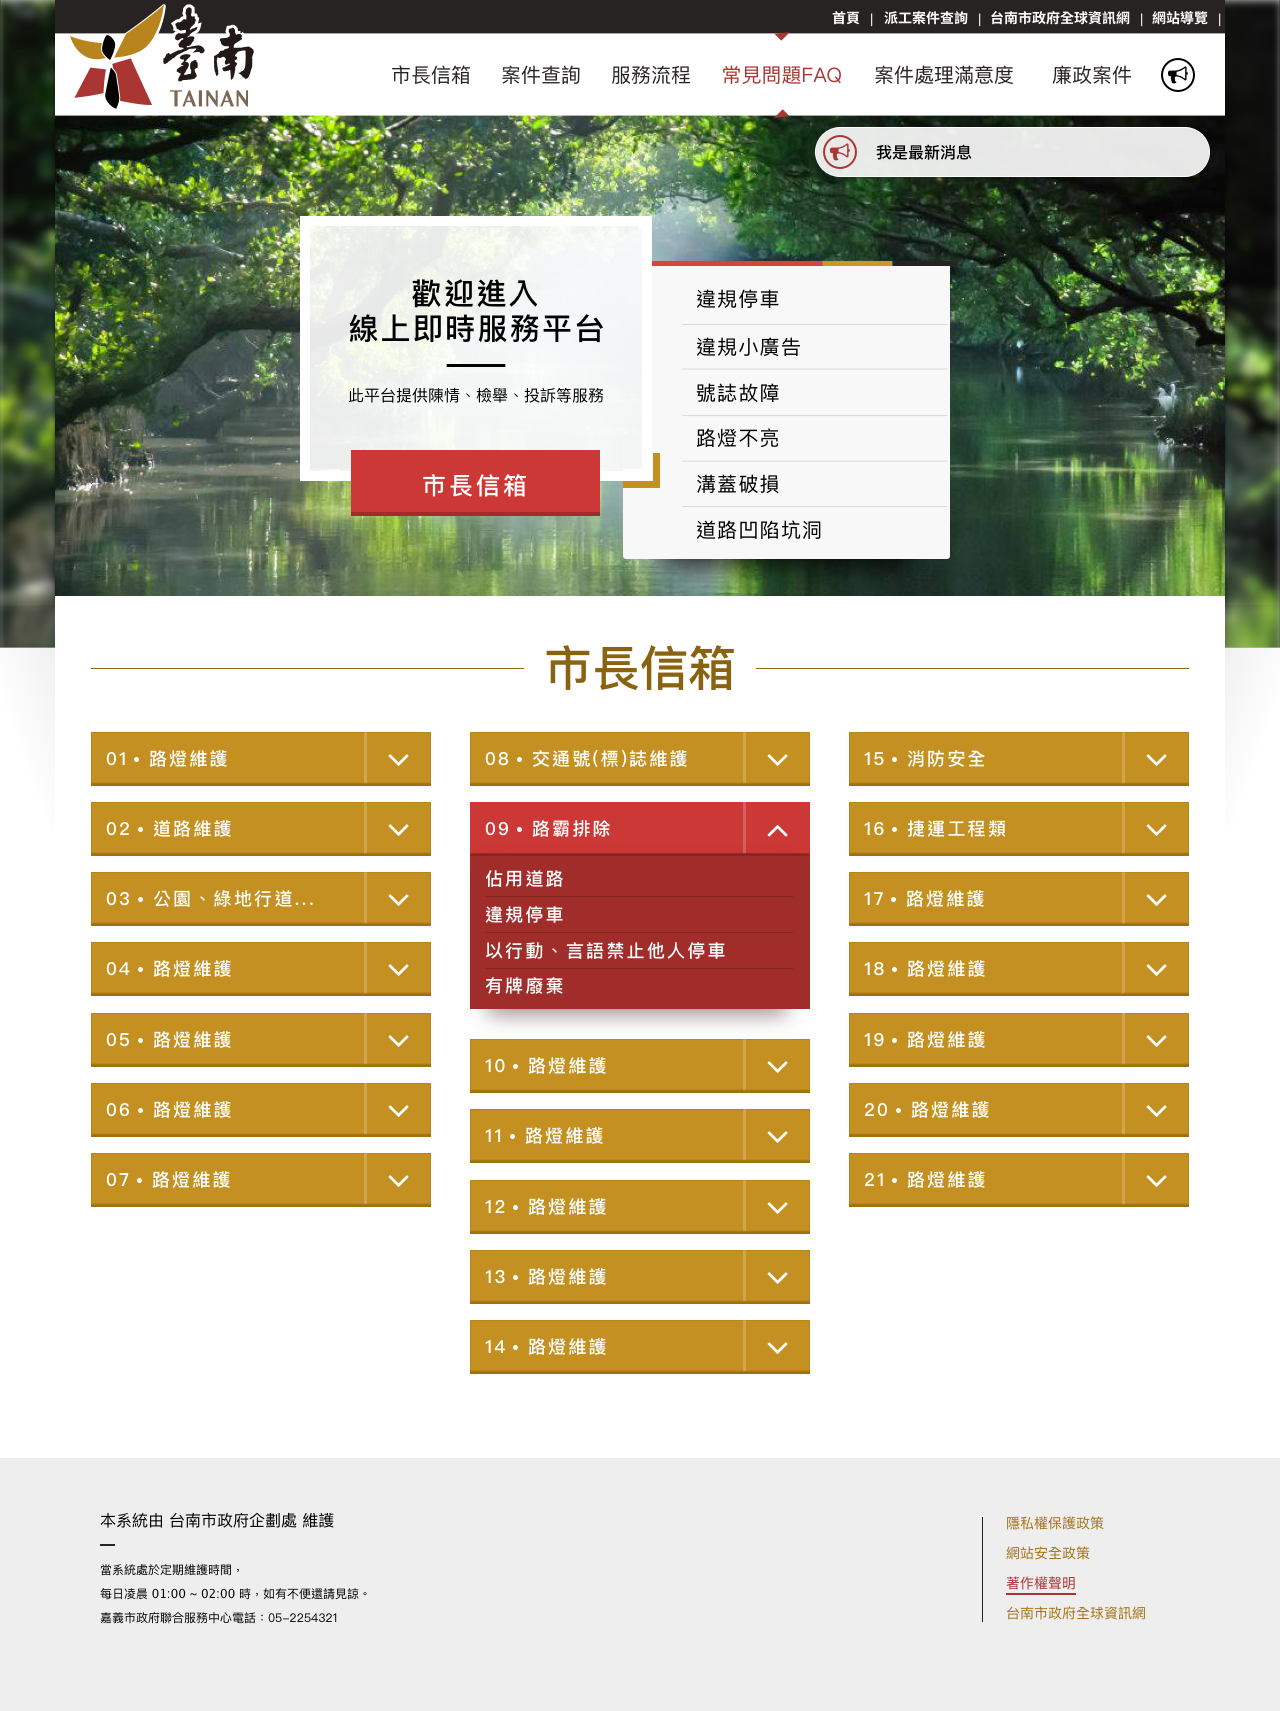 首頁 | 派工案件查詢 | 台南市政府全球資訊網 | 網站導覽 |
臺南
TAINAN
市長信箱 案件查詢 服務流程 常見問題FAQ 案件處理滿意度 廉政案件
我是最新消息
歡迎進入
線上即時服務平台
此平台提供陳情、檢舉、投訴等服務
市長信箱
違規停車
違規小廣告
號誌故障
路燈不亮
溝蓋破損
道路凹陷坑洞
市長信箱
01 • 路燈維護
02 • 道路維護
03 • 公園、綠地行道...
04 • 路燈維護
05 • 路燈維護
06 • 路燈維護
07 • 路燈維護
08 • 交通號(標)誌維護
09 • 路霸排除
佔用道路
違規停車
以行動、言語禁止他人停車
有牌廢棄
10 • 路燈維護
11 • 路燈維護
12 • 路燈維護
13 • 路燈維護
14 • 路燈維護
15 • 消防安全
16 • 捷運工程類
17 • 路燈維護
18 • 路燈維護
19 • 路燈維護
20 • 路燈維護
21 • 路燈維護
本系統由 台南市政府企劃處 維護
當系統處於定期維護時間，
每日凌晨 01:00 ~ 02:00 時，如有不便還請見諒。
嘉義市政府聯合服務中心電話：05-2254321
隱私權保護政策
網站安全政策
著作權聲明
台南市政府全球資訊網